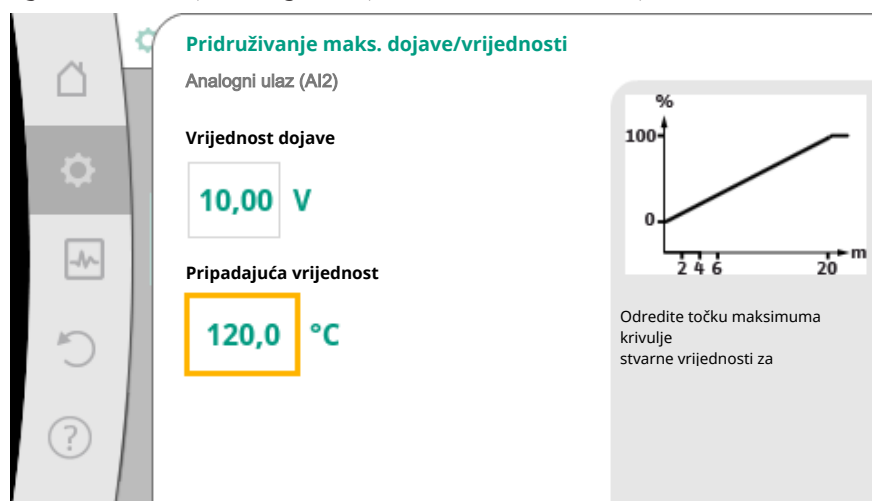 Pridruživanje maks. dojave/vrijednosti
Analogni ulaz (AI2)
Vrijednost dojave
10,00 V
Pripadajuća vrijednost
120,0 °C
%
100
0
2 4 6 20 m
Odredite točku maksimuma
krivulje
stvarne vrijednosti za
?